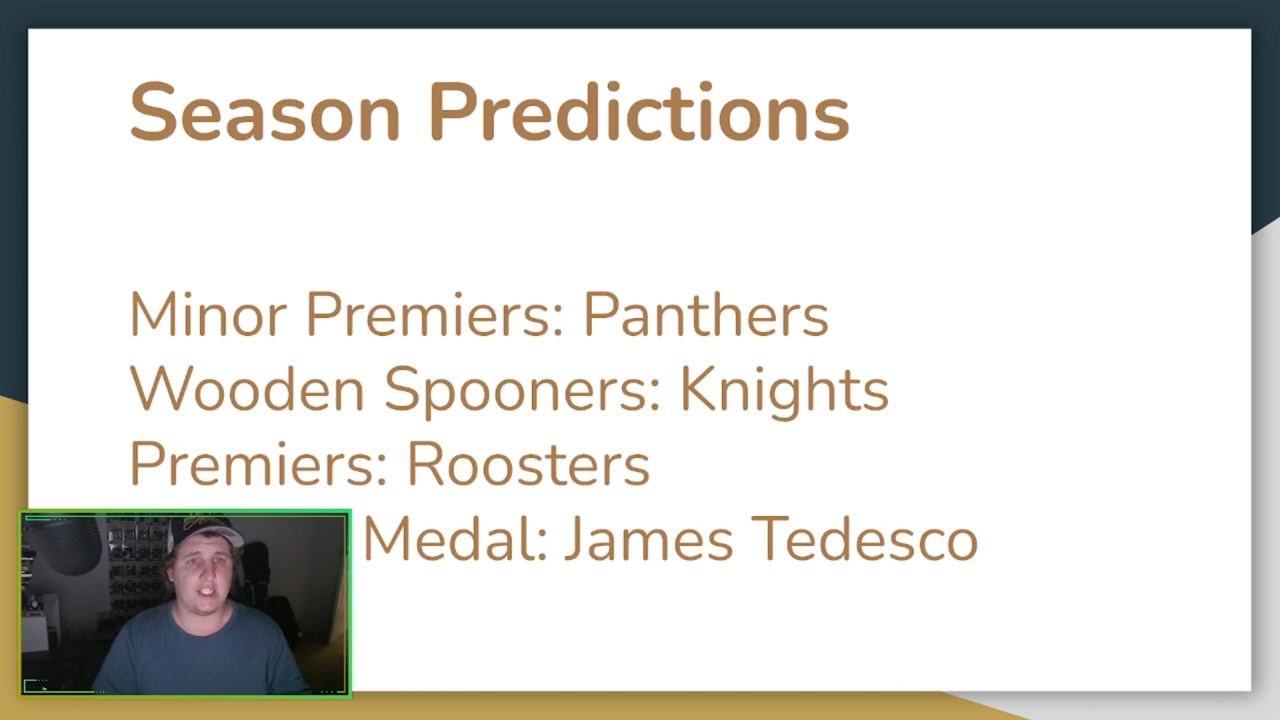 Season Predictions
Minor Premiers: Panthers
Wooden Spooners: Knights
Premiers: Roosters
Medal: James Tedesco